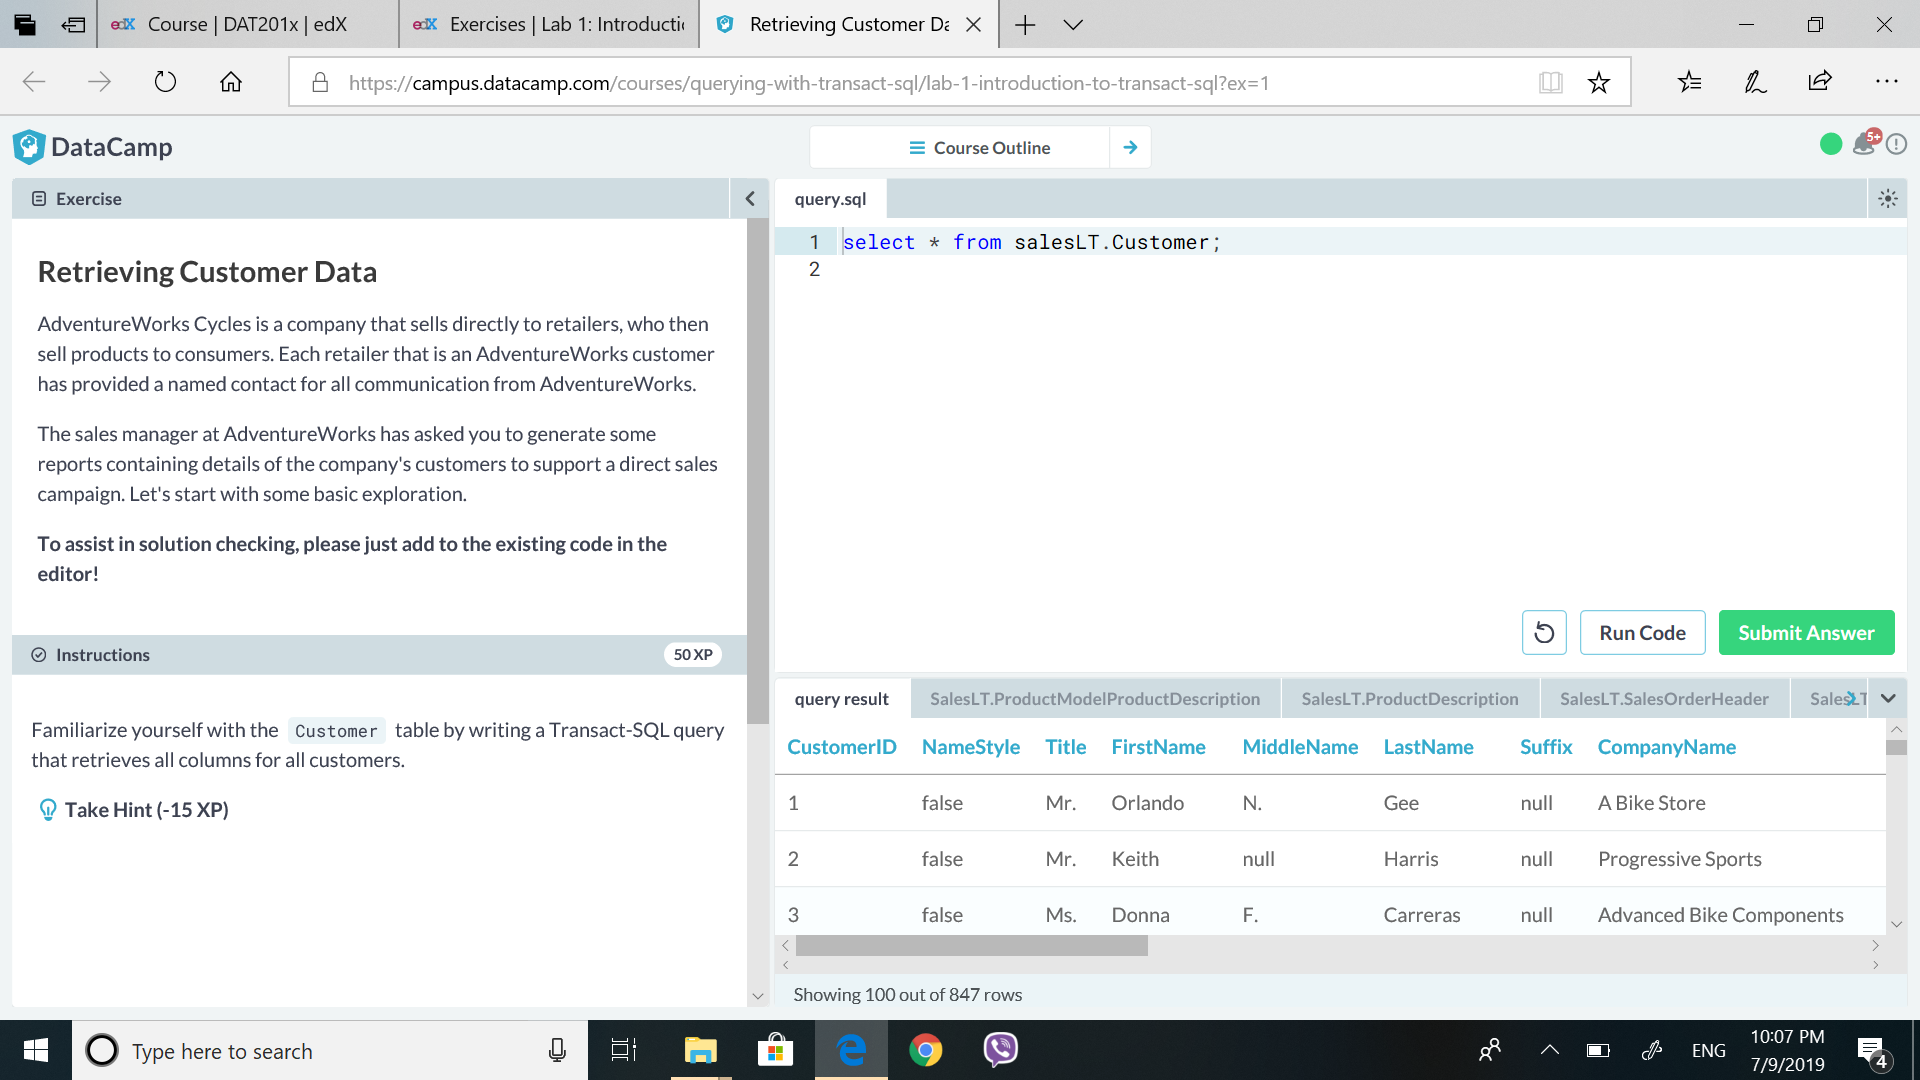 Course | DAT201x | edX
Exercises | Lab 1: Introducti
Retrieving Customer Da
https://campus.datacamp.com/courses/querying-with-transact-sql/lab-1-introduction-to-transact-sql?ex=1
DataCamp
Course Outline
5+
Exercise
query.sql
Retrieving Customer Data
AdventureWorks Cycles is a company that sells directly to retailers, who then
sell products to consumers. Each retailer that is an AdventureWorks customer
has provided a named contact for all communication from AdventureWorks.
The sales manager at AdventureWorks has asked you to generate some
reports containing details of the company's customers to support a direct sales
campaign. Let's start with some basic exploration.
To assist in solution checking, please just add to the existing code in the
editor!
Instructions
50 XP
Familiarize yourself with the Customer table by writing a Transact-SQL query
that retrieves all columns for all customers.
Take Hint (-15 XP)
1 select * from salesLT.Customer;
2
Run Code
Submit Answer
query result SalesLT.ProductModelProductDescription SalesLT.ProductDescription SalesLT.SalesOrderHeader SalesLT
CustomerID NameStyle Title FirstName MiddleName LastName Suffix CompanyName
1 false Mr. Orlando N. Gee null A Bike Store
2 false Mr. Keith null Harris null Progressive Sports
3 false Ms. Donna F. Carreras null Advanced Bike Components
Showing 100 out of 847 rows
Type here to search
ENG
10:07 PM
7/9/2019
4